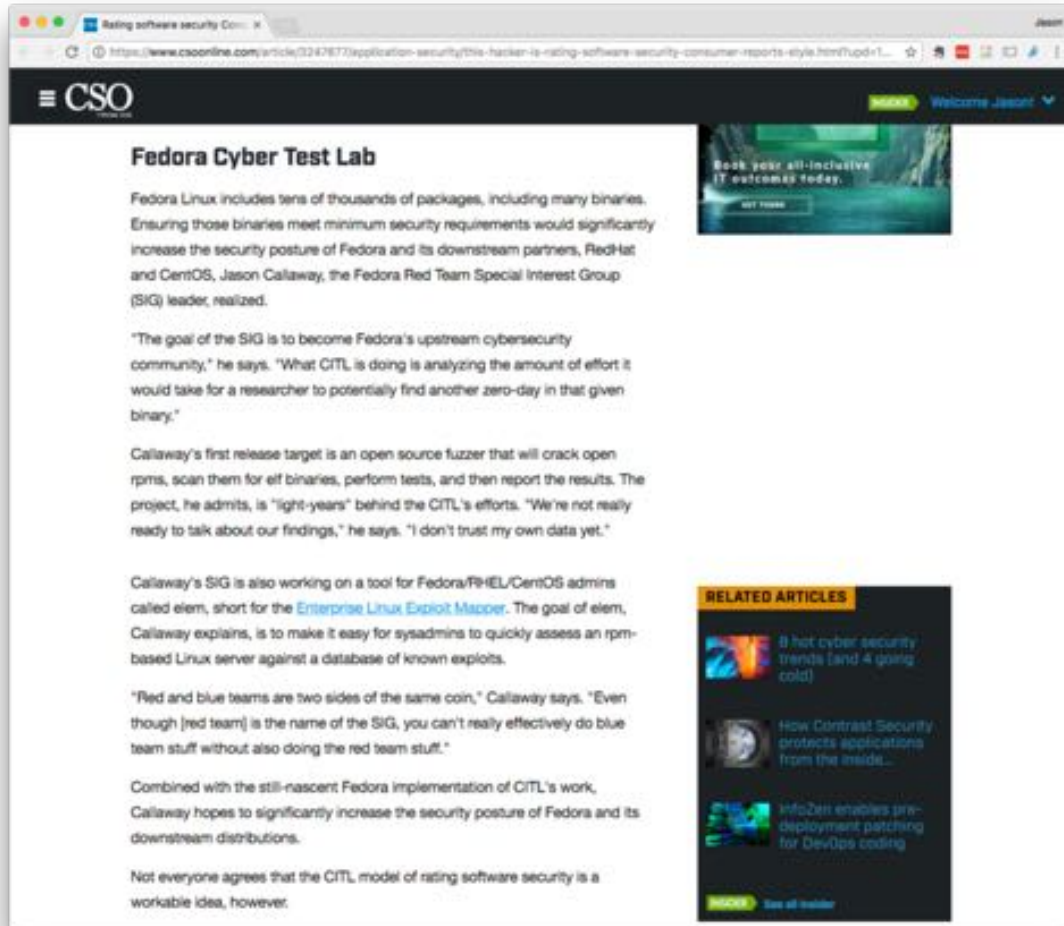 Rating software security Cons
Jason
https://www.csoonline.com/article/3247677/application-security/this-hacker-is-rating-software-security-consumer-reports-style.html?upd=1...
CSO
INSIDER
Welcome Jason!
Fedora Cyber Test Lab
Fedora Linux includes tens of thousands of packages, including many binaries.
Ensuring those binaries meet minimum security requirements would significantly
increase the security posture of Fedora and its downstream partners, RedHat
and CentOS, Jason Callaway, the Fedora Red Team Special Interest Group
(SIG) leader, realized.
"The goal of the SIG is to become Fedora's upstream cybersecurity
community," he says. "What CITL is doing is analyzing the amount of effort it
would take for a researcher to potentially find another zero-day in that given
binary."
Callaway's first release target is an open source fuzzer that will crack open
rpms, scan them for elf binaries, perform tests, and then report the results. The
project, he admits, is "light-years" behind the CITL's efforts. "We're not really
ready to talk about our findings," he says. "I don't trust my own data yet."
Callaway's SIG is also working on a tool for Fedora/RHEL/CentOS admins
called elem, short for the Enterprise Linux Exploit Mapper. The goal of elem,
Callaway explains, is to make it easy for sysadmins to quickly assess an rpm-
based Linux server against a database of known exploits.
"Red and blue teams are two sides of the same coin," Callaway says. "Even
though [red team] is the name of the SIG, you can't really effectively do blue
team stuff without also doing the red team stuff."
Combined with the still-nascent Fedora implementation of CITL's work,
Callaway hopes to significantly increase the security posture of Fedora and its
downstream distributions.
Not everyone agrees that the CITL model of rating software security is a
workable idea, however.
Book your all-inclusive
IT outcomes today.
RELATED ARTICLES
8 hot cyber security
trends (and 4 going
cold)
How Contrast Security
protects applications
from the inside...
InfoZen enables pre-
deployment patching
for DevOps coding
INSIDER
See all Insider